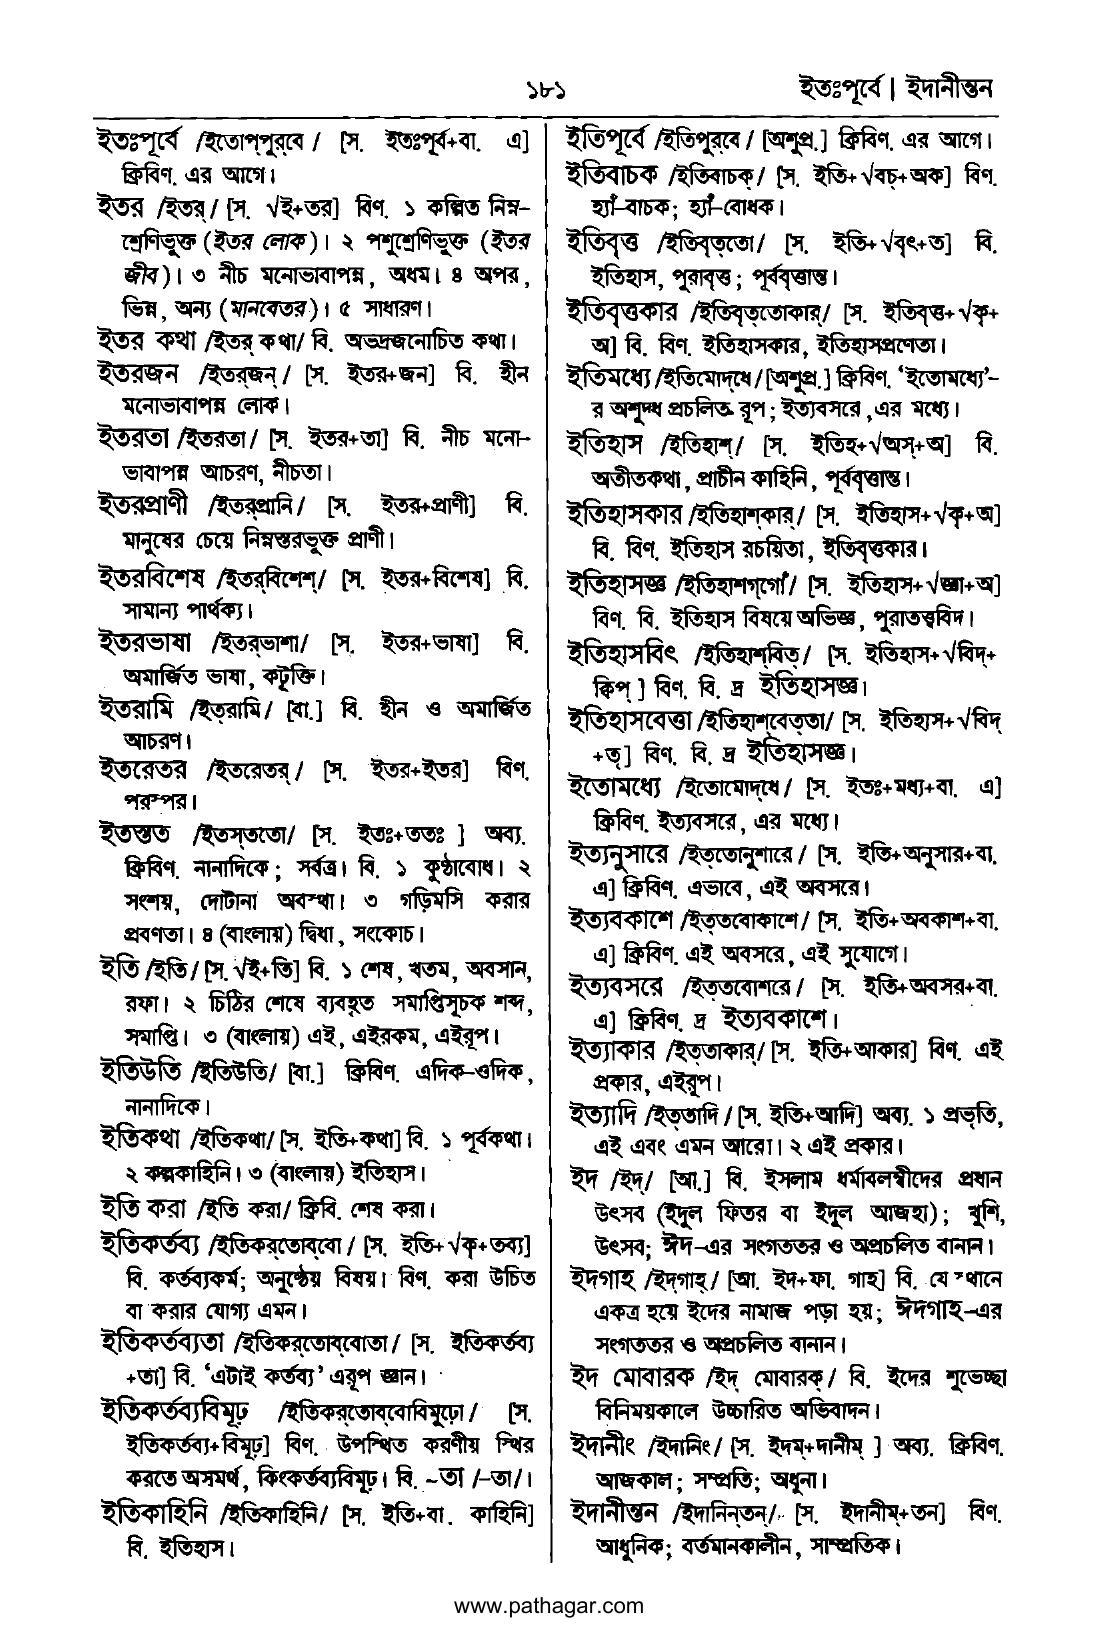 ১৮১
ইতঃপূর্বে | ইদানীন্তন
ইতঃপূর্বে /ইতোপ্‌পুর্‌বে/ [স. ইতঃপূর্ব+বা. এ]
ক্রিবিণ. এর আগে।
ইতর /ইতর্‌/ [স. √ই+তর] বিণ. ১ কল্পিত নিম্ন-
শ্রেণিভুক্ত (ইতর লোক)। ২ পশুশ্রেণিভুক্ত (ইতর
জীব)। ৩ নীচ মনোভাবাপন্ন, অধম। ৪ অপর,
ভিন্ন, অন্য (মানবেতর)। ৫ সাধারণ।
ইতর কথা /ইতর্‌ কথা/ বি. অভদ্রজনোচিত কথা।
ইতরজন /ইতর্‌জন্‌/ [স. ইতর+জন] বি. হীন
মনোভাবাপন্ন লোক।
ইতরতা /ইতরতা/ [স. ইতর+তা] বি. নীচ মনো-
ভাবাপন্ন আচরণ, নীচতা।
ইতরপ্রাণী /ইতর্‌প্রানি/ [স. ইতর+প্রাণী] বি.
মানুষের চেয়ে নিম্নস্তরভুক্ত প্রাণী।
ইতরবিশেষ /ইতর্‌বিশেশ্‌/ [স. ইতর+বিশেষ] বি.
সামান্য পার্থক্য।
ইতরভাষা /ইতর্‌ভাশা/ [স. ইতর+ভাষা] বি.
অমার্জিত ভাষা, কটূক্তি।
ইতরামি /ইত্‌রামি/ [বা.] বি. হীন ও অমার্জিত
আচরণ।
ইতরেতর /ইতরেতর্‌/ [স. ইতর+ইতর] বিণ.
পরস্পর।
ইতস্তত /ইতস্‌ততো/ [স. ইতঃ+ততঃ ] অব্য.
ক্রিবিণ. নানাদিকে; সর্বত্র। বি. ১ কুণ্ঠাবোধ। ২
সংশয়, দোটানা অবস্থা। ৩ গড়িমসি করার
প্রবণতা। ৪ (বাংলায়) দ্বিধা, সংকোচ।
ইতি /ইতি/ [স. √ই+তি] বি. ১ শেষ, খতম, অবসান,
রফা। ২ চিঠির শেষে ব্যবহৃত সমাপ্তিসূচক শব্দ,
সমাপ্তি। ৩ (বাংলায়) এই, এইরকম, এইরূপ।
ইতিউতি /ইতিউতি/ [বা.] ক্রিবিণ. এদিক-ওদিক,
নানাদিকে।
ইতিকথা /ইতিকথা/ [স. ইতি+কথা] বি. ১ পূর্বকথা।
২ কল্পকাহিনি। ৩ (বাংলায়) ইতিহাস।
ইতি করা /ইতি করা/ ক্রিবি. শেষ করা।
ইতিকর্তব্য /ইতিকর্‌তোব্‌বো/ [স. ইতি+√কৃ+তব্য]
বি. কর্তব্যকর্ম; অনুষ্ঠেয় বিষয়। বিণ. করা উচিত
বা করার যোগ্য এমন।
ইতিকর্তব্যতা /ইতিকর্‌তোব্‌বোতা/ [স. ইতিকর্তব্য
+তা] বি. ‘এটাই কর্তব্য’ এরূপ জ্ঞান।
ইতিকর্তব্যবিমূঢ় /ইতিকর্‌তোব্‌বোবিমুঢ়ো/ [স.
ইতিকর্তব্য+বিমূঢ়] বিণ. উপস্থিত করণীয় স্থির
করতে অসমর্থ, কিংকর্তব্যবিমূঢ়। বি. ~তা /-তা/।
ইতিকাহিনি /ইতিকাহিনি/ [স. ইতি+বা. কাহিনি]
বি. ইতিহাস।
ইতিপূর্বে /ইতিপুর্‌বে/ [অশুপ্র.] ক্রিবিণ. এর আগে।
ইতিবাচক /ইতিবাচক্‌/ [স. ইতি+√বচ্‌+অক] বিণ.
হ্যাঁ-বাচক; হ্যাঁ-বোধক।
ইতিবৃত্ত /ইতিবৃত্‌তো/ [স. ইতি+√বৃৎ+ত] বি.
ইতিহাস, পুরাবৃত্ত; পূর্ববৃত্তান্ত।
ইতিবৃত্তকার /ইতিবৃত্‌তোকার্‌/ [স. ইতিবৃত্ত+√কৃ+
অ] বি. বিণ. ইতিহাসকার, ইতিহাসপ্রণেতা।
ইতিমধ্যে /ইতিমোদ্‌ধে/ [অশুপ্র.] ক্রিবিণ. ‘ইতোমধ্যে’-
র অশুদ্ধ প্রচলিত রূপ; ইত্যবসরে, এর মধ্যে।
ইতিহাস /ইতিহাশ্‌/ [স. ইতিহ+√অস্‌+অ] বি.
অতীতকথা, প্রাচীন কাহিনি, পূর্ববৃত্তান্ত।
ইতিহাসকার /ইতিহাশ্‌কার্‌/ [স. ইতিহাস+√কৃ+অ]
বি. বিণ. ইতিহাস রচয়িতা, ইতিবৃত্তকার।
ইতিহাসজ্ঞ /ইতিহাশগ্‌গোঁ/ [স. ইতিহাস+√জ্ঞা+অ]
বিণ. বি. ইতিহাস বিষয়ে অভিজ্ঞ, পুরাতত্ত্ববিদ।
ইতিহাসবিৎ /ইতিহাশ্‌বিত্‌/ [স. ইতিহাস+√বিদ্‌+
ক্বিপ্‌ ] বিণ. বি. দ্র ইতিহাসজ্ঞ।
ইতিহাসবেত্তা /ইতিহাশ্‌বেত্‌তা/ [স. ইতিহাস+√বিদ্‌
+তৃ] বিণ. বি. দ্র ইতিহাসজ্ঞ।
ইতোমধ্যে /ইতোমোদ্‌ধে/ [স. ইতঃ+মধ্য+বা. এ]
ক্রিবিণ. ইত্যবসরে, এর মধ্যে।
ইত্যনুসারে /ইত্‌তোনুশারে/ [স. ইতি+অনুসার+বা.
এ] ক্রিবিণ. এভাবে, এই অবসরে।
ইত্যবকাশে /ইত্‌তবোকাশে/ [স. ইতি+অবকাশ+বা.
এ] ক্রিবিণ. এই অবসরে, এই সুযোগে।
ইত্যবসরে /ইত্‌তবোশরে/ [স. ইতি+অবসর+বা.
এ] ক্রিবিণ. দ্র ইত্যবকাশে।
ইত্যাকার /ইত্‌তাকার্‌/ [স. ইতি+আকার] বিণ. এই
প্রকার, এইরূপ।
ইত্যাদি /ইত্‌তাদি/ [স. ইতি+আদি] অব্য. ১ প্রভৃতি,
এই এবং এমন আরো। ২ এই প্রকার।
ইদ /ইদ্‌/ [আ.] বি. ইসলাম ধর্মাবলম্বীদের প্রধান
উৎসব (ইদুল ফিতর বা ইদুল আজহা); খুশি,
উৎসব; ঈদ-এর সংগততর ও অপ্রচলিত বানান।
ইদগাহ /ইদ্‌গাহ্‌/ [আ. ইদ+ফা. গাহ] বি. যে স্থানে
একত্র হয়ে ইদের নামাজ পড়া হয়; ঈদগাহ-এর
সংগততর ও অপ্রচলিত বানান।
ইদ মোবারক /ইদ্‌ মোবারক্‌/ বি. ইদের শুভেচ্ছা
বিনিময়কালে উচ্চারিত অভিবাদন।
ইদানীং /ইদানিং/ [স. ইদম্‌+দানীম্‌ ] অব্য. ক্রিবিণ.
আজকাল; সম্প্রতি; অধুনা।
ইদানীন্তন /ইদানিন্‌তন্‌/ [স. ইদানীম্‌+তন] বিণ.
আধুনিক; বর্তমানকালীন, সাম্প্রতিক।
www.pathagar.com